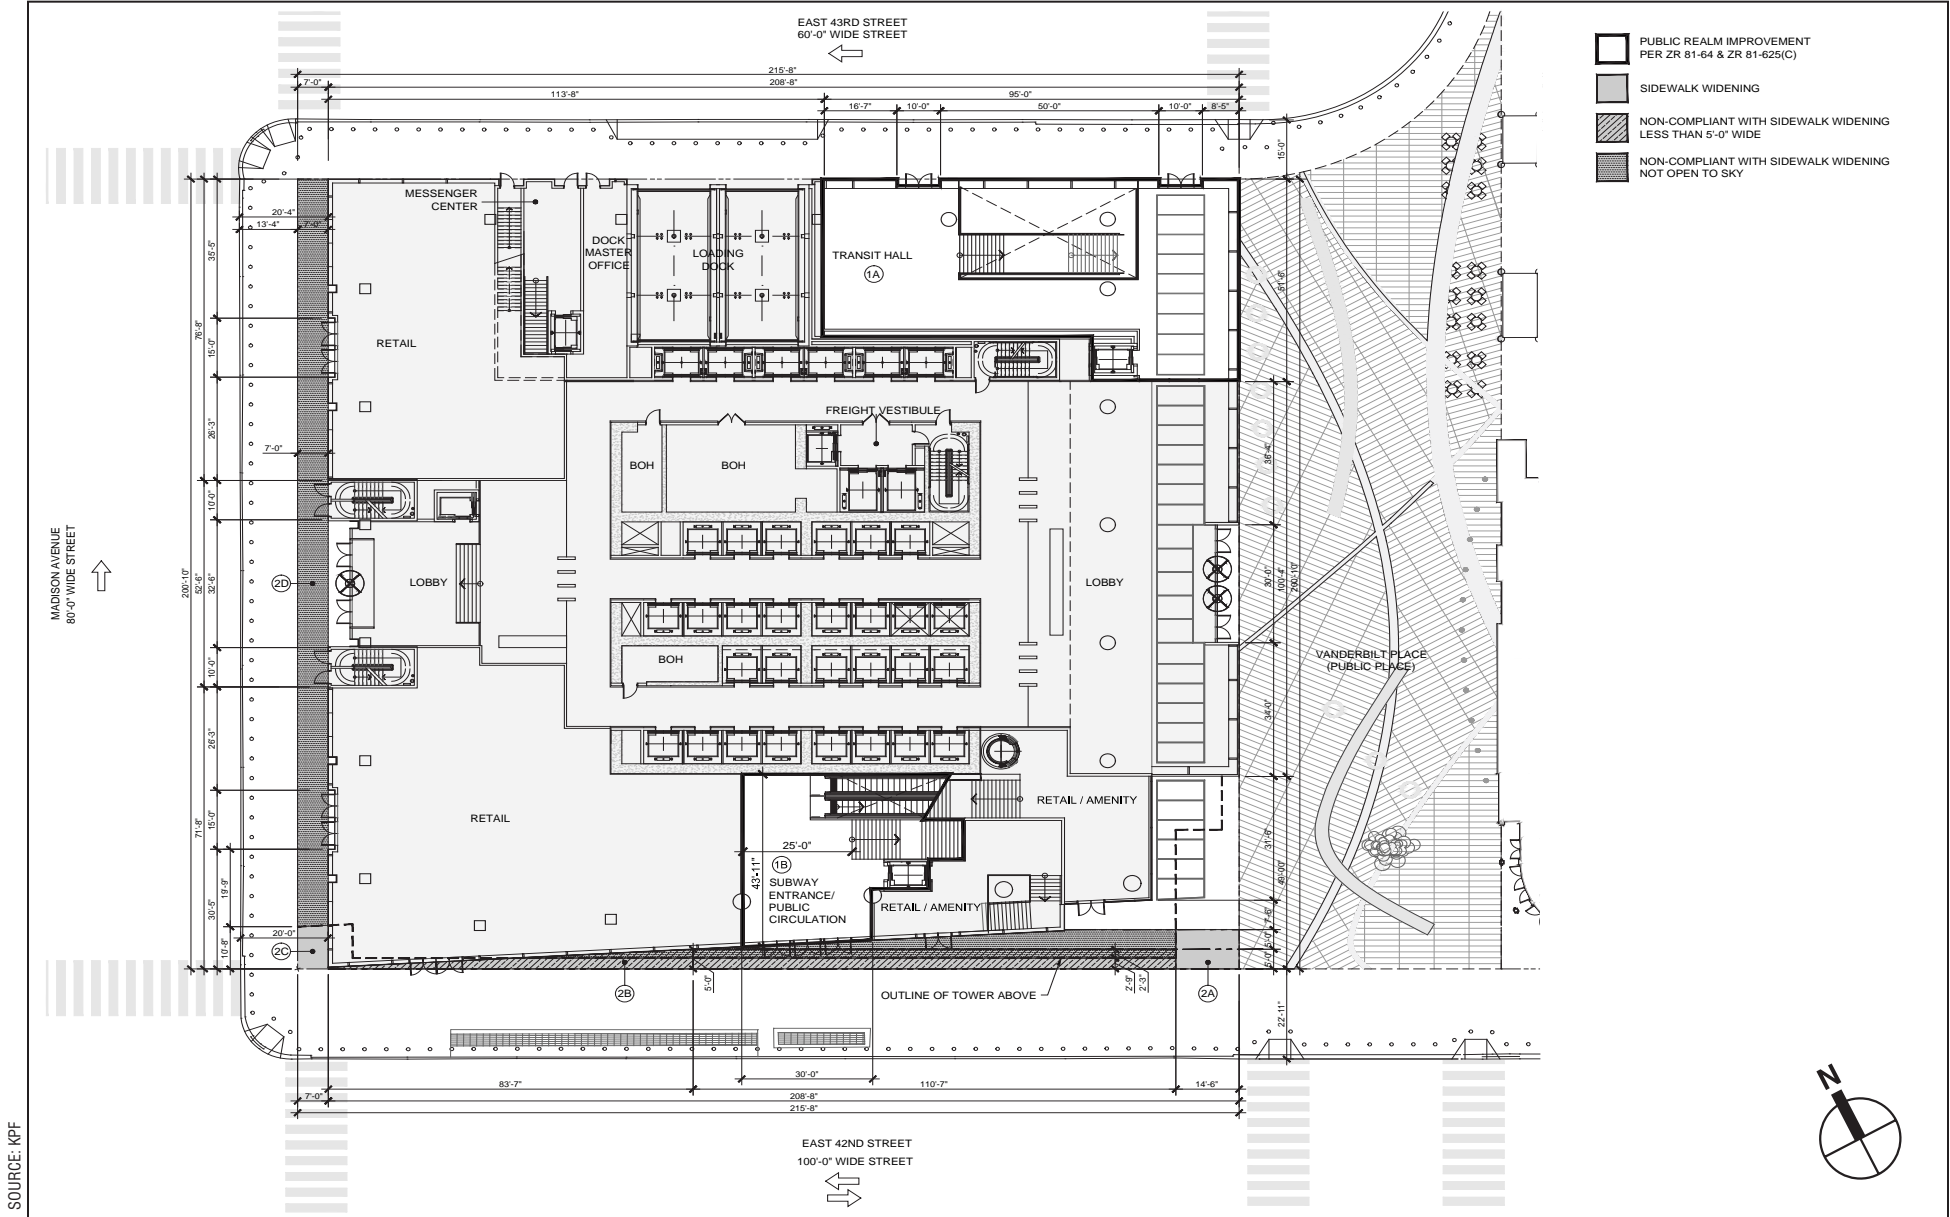 EAST 43RD STREET
60'-0" WIDE STREET
215'-8"
7'-0"
208'-8"
113'-8"
95'-0"
16'-7"
10'-0"
50'-0"
10'-0"
8'-5"
15'-0"
PUBLIC REALM IMPROVEMENT
PER ZR 81-64 & ZR 81-625(C)
SIDEWALK WIDENING
NON-COMPLIANT WITH SIDEWALK WIDENING
LESS THAN 5'-0" WIDE
NON-COMPLIANT WITH SIDEWALK WIDENING
NOT OPEN TO SKY
MESSENGER
CENTER
20'-4"
13'-4"
7'-0"
35'-5"
DOCK
MASTER
OFFICE
LOADING
DOCK
TRANSIT HALL
1A
51'-6"
76'-8"
15'-0"
RETAIL
26'-3"
FREIGHT VESTIBULE
7'-0"
BOH
BOH
36'-4"
10'-0"
MADISON AVENUE
80'-0" WIDE STREET
200'-10"
52'-6"
32'-6"
2D
LOBBY
LOBBY
30'-0"
100'-4"
200'-10"
10'-0"
BOH
VANDERBILT PLACE
(PUBLIC PLACE)
34'-0"
26'-3"
71'-8"
15'-0"
RETAIL
RETAIL / AMENITY
31'-6"
25'-0"
43'-11"
1B
SUBWAY
ENTRANCE/
PUBLIC
CIRCULATION
RETAIL / AMENITY
49'-00"
7'-6"
19'-9"
30'-5"
20'-0"
10'-8"
2C
5'-0"
5'-0"
2B
5'-0"
OUTLINE OF TOWER ABOVE
2'-9"
2'-3"
2A
22'-11"
30'-0"
83'-7"
110'-7"
14'-6"
7'-0"
208'-8"
215'-8"
EAST 42ND STREET
100'-0" WIDE STREET
N
SOURCE: KPF